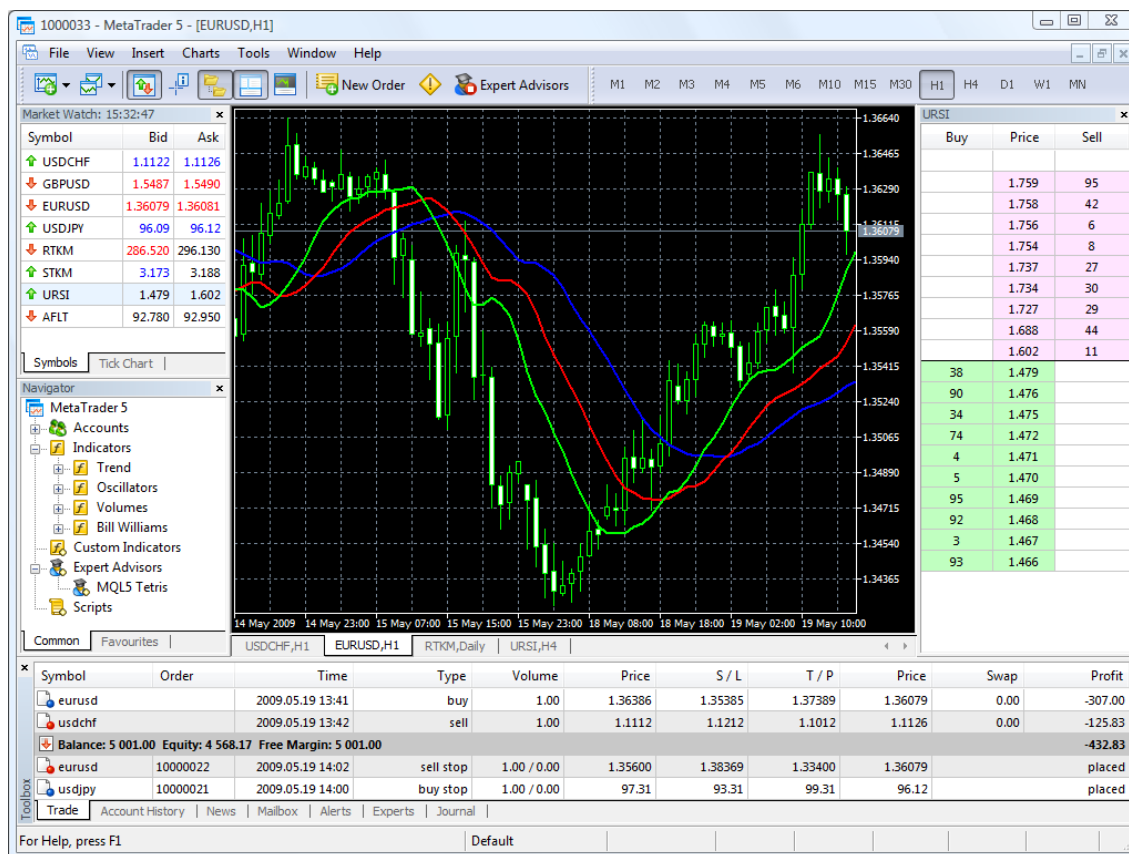 1000033 - MetaTrader 5 - [EURUSD,H1]
File View Insert Charts Tools Window Help
New Order Expert Advisors M1 M2 M3 M4 M5 M6 M10 M15 M30 H1 H4 D1 W1 MN
Market Watch: 15:32:47
Symbol Bid Ask
USDCHF 1.1122 1.1126
GBPUSD 1.5487 1.5490
EURUSD 1.36079 1.36081
USDJPY 96.09 96.12
RTKM 286.520 296.130
STKM 3.173 3.188
URSI 1.479 1.602
AFLT 92.780 92.950
Symbols Tick Chart
Navigator
MetaTrader 5
Accounts
Indicators
Trend
Oscillators
Volumes
Bill Williams
Custom Indicators
Expert Advisors
MQL5 Tetris
Scripts
Common Favourites
1.36640
1.36465
1.36290
1.36115
1.36079
1.35940
1.35765
1.35590
1.35415
1.35240
1.35065
1.34890
1.34715
1.34540
1.34365
14 May 2009 14 May 23:00 15 May 07:00 15 May 15:00 15 May 23:00 18 May 08:00 18 May 18:00 19 May 02:00 19 May 10:00
USDCHF,H1 EURUSD,H1 RTKM,Daily URSI,H4
URSI
Buy Price Sell
1.759 95
1.758 42
1.756 6
1.754 8
1.737 27
1.734 30
1.727 29
1.688 44
1.602 11
38 1.479
90 1.476
34 1.475
74 1.472
4 1.471
5 1.470
95 1.469
92 1.468
3 1.467
93 1.466
Symbol Order Time Type Volume Price S / L T / P Price Swap Profit
eurusd 2009.05.19 13:41 buy 1.00 1.36386 1.35385 1.37389 1.36079 0.00 -307.00
usdchf 2009.05.19 13:42 sell 1.00 1.1112 1.1212 1.1012 1.1126 0.00 -125.83
Balance: 5 001.00 Equity: 4 568.17 Free Margin: 5 001.00 -432.83
eurusd 10000022 2009.05.19 14:02 sell stop 1.00 / 0.00 1.35600 1.38369 1.33400 1.36079 placed
usdjpy 10000021 2009.05.19 14:00 buy stop 1.00 / 0.00 97.31 93.31 99.31 96.12 placed
Toolbox
Trade Account History News Mailbox Alerts Experts Journal
For Help, press F1 Default